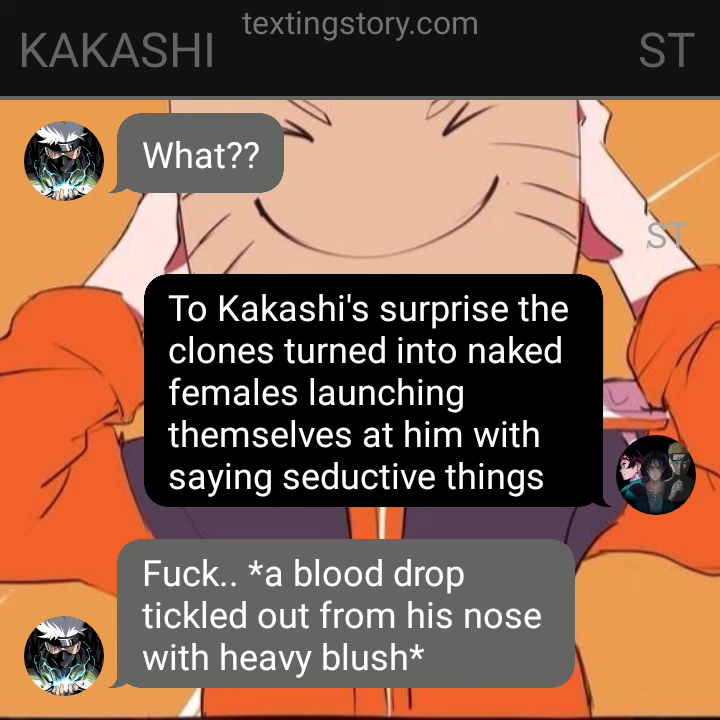 textingstory.com
KAKASHI
ST
What??
ST
To Kakashi's surprise the
clones turned into naked
females launching
themselves at him with
saying seductive things
Fuck.. *a blood drop
tickled out from his nose
with heavy blush*